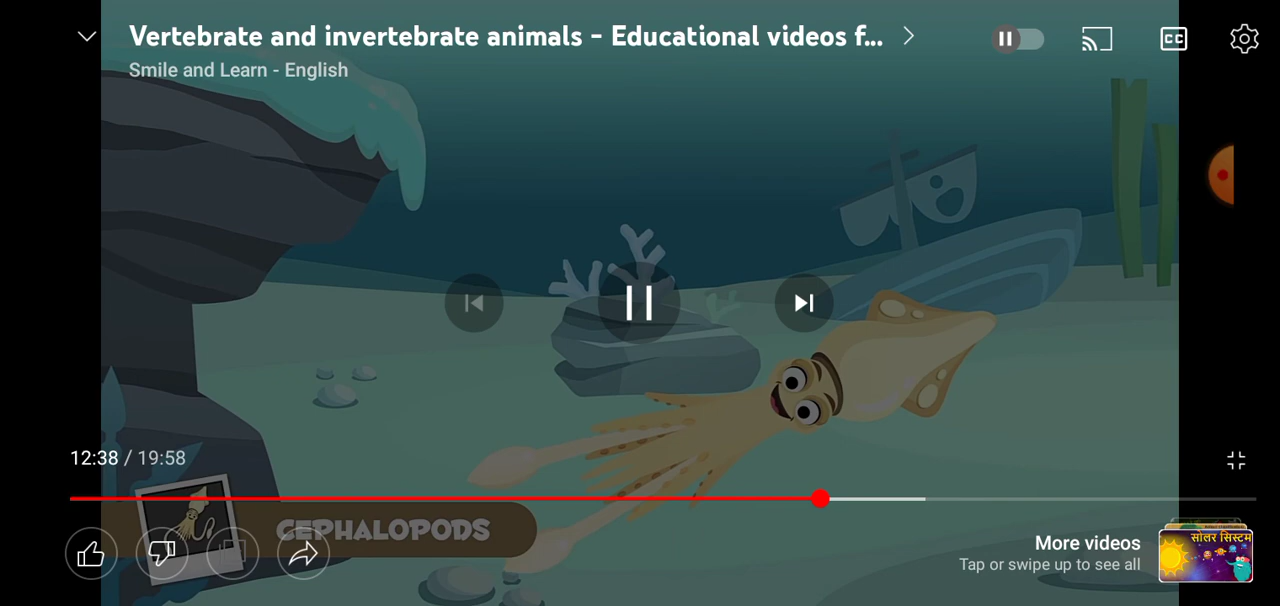 Vertebrate and invertebrate animals - Educational videos f...
CC
Smile and Learn - English
12:38 / 19:58
CEPHALOPODS
More videos
Tap or swipe up to see all
सोलर सिस्टम